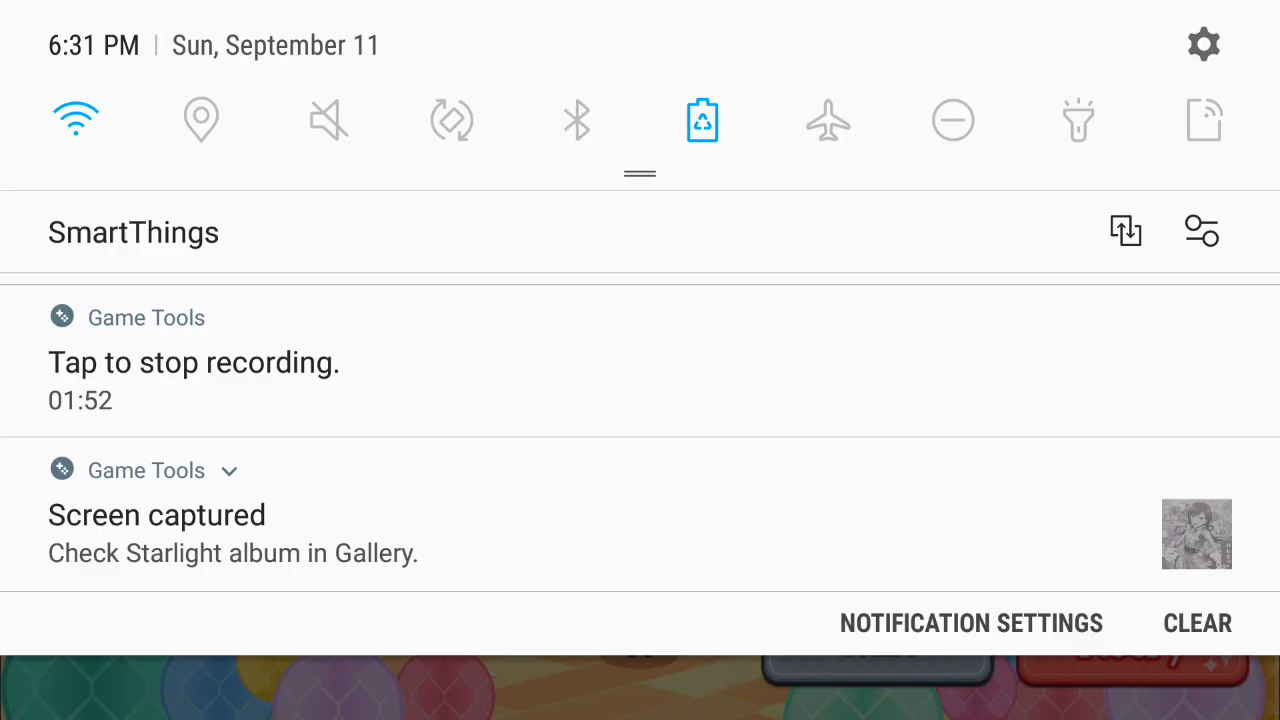 6:31 PM | Sun, September 11
SmartThings
Game Tools
Tap to stop recording.
01:52
Game Tools
Screen captured
Check Starlight album in Gallery.
NOTIFICATION SETTINGS CLEAR